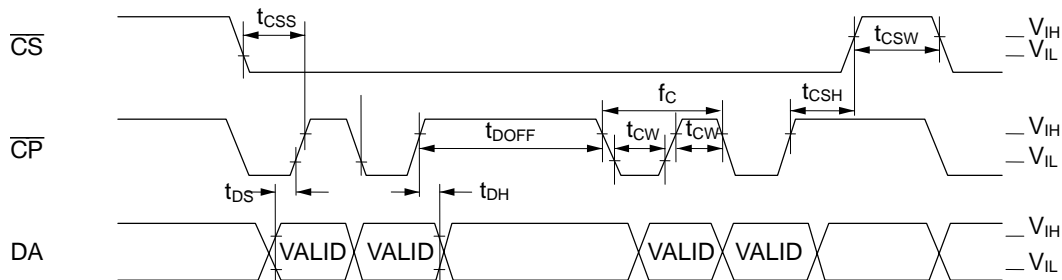 CS
tCSS
tCSW
VIH
VIL
tCSH
fC
CP
tDOFF
tCW
tCW
VIH
VIL
tDS
tDH
DA
VALID
VALID
VALID
VALID
VIH
VIL